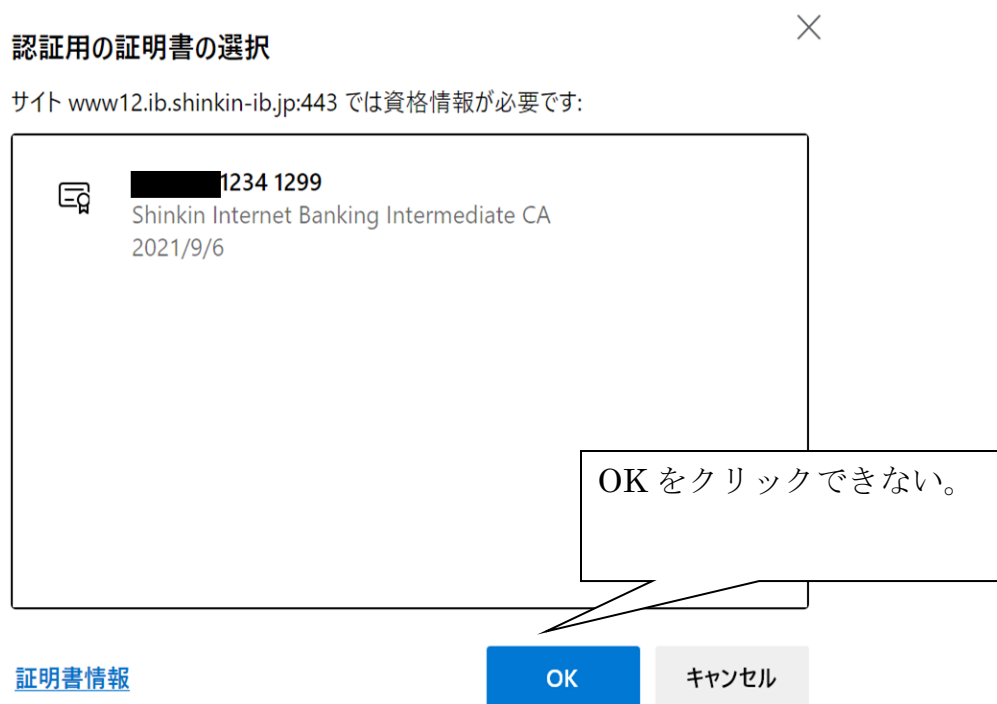 認証用の証明書の選択
サイト www12.ib.shinkin-ib.jp:443 では資格情報が必要です:
1234 1299
Shinkin Internet Banking Intermediate CA
2021/9/6
OK をクリックできない。
証明書情報
OK
キャンセル